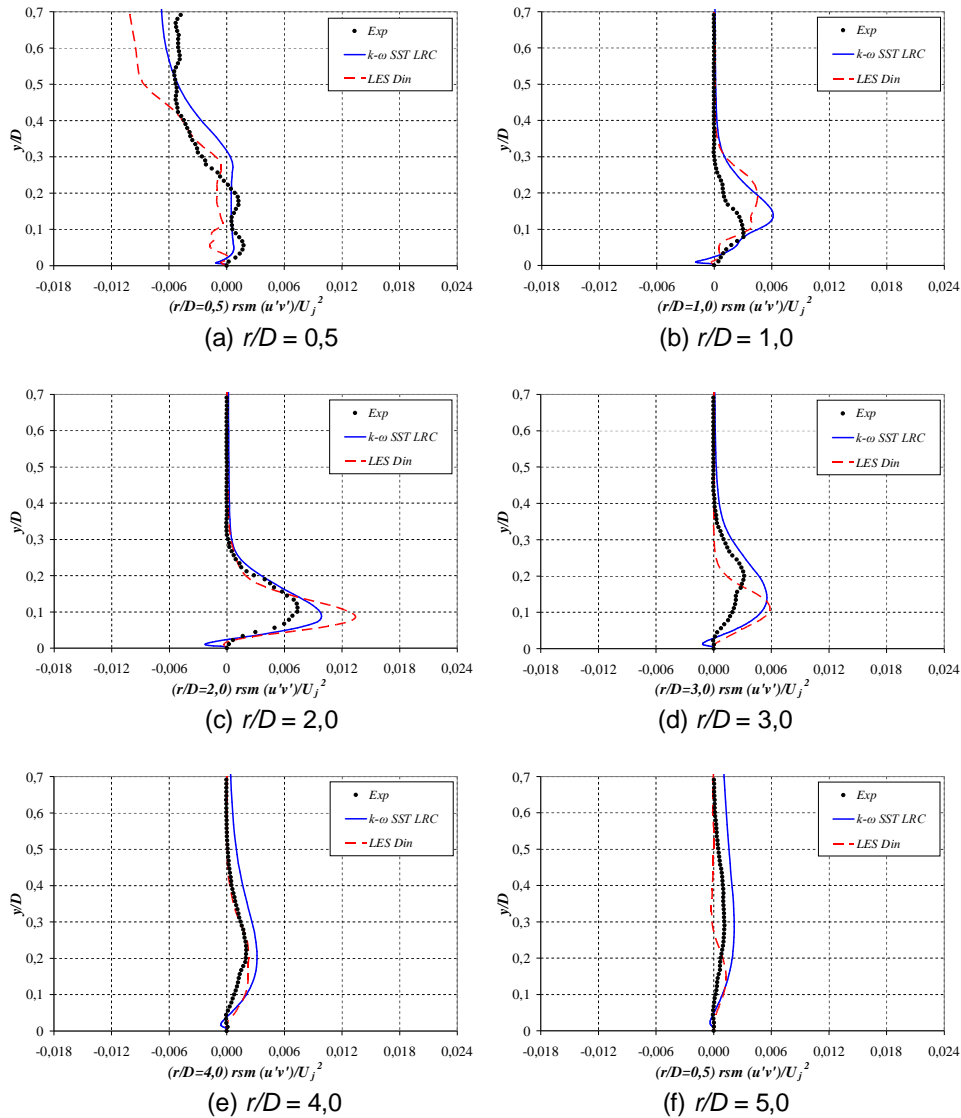 0,7
0,6
0,5
0,4
0,3
0,2
0,1
0
y/D
Exp
k-ω SST LRC
LES Din
-0,018 -0,012 -0,006 0,000 0,006 0,012 0,018 0,024
(r/D=0,5) rsm (u'v')/Uj²
(a) r/D = 0,5
0,7
0,6
0,5
0,4
0,3
0,2
0,1
0
y/D
Exp
k-ω SST LRC
LES Din
-0,018 -0,012 -0,006 0,000 0,006 0,012 0,018 0,024
(r/D=1,0) rsm (u'v')/Uj²
(b) r/D = 1,0
0,7
0,6
0,5
0,4
0,3
0,2
0,1
0
y/D
Exp
k-ω SST LRC
LES Din
-0,018 -0,012 -0,006 0,000 0,006 0,012 0,018 0,024
(r/D=2,0) rsm (u'v')/Uj²
(c) r/D = 2,0
0,7
0,6
0,5
0,4
0,3
0,2
0,1
0
y/D
Exp
k-ω SST LRC
LES Din
-0,018 -0,012 -0,006 0,000 0,006 0,012 0,018 0,024
(r/D=3,0) rsm (u'v')/Uj²
(d) r/D = 3,0
0,7
0,6
0,5
0,4
0,3
0,2
0,1
0
y/D
Exp
k-ω SST LRC
LES Din
-0,018 -0,012 -0,006 0,000 0,006 0,012 0,018 0,024
(r/D=4,0) rsm (u'v')/Uj²
(e) r/D = 4,0
0,7
0,6
0,5
0,4
0,3
0,2
0,1
0
y/D
Exp
k-ω SST LRC
LES Din
-0,018 -0,012 -0,006 0,000 0,006 0,012 0,018 0,024
(r/D=0,5) rsm (u'v')/Uj²
(f) r/D = 5,0